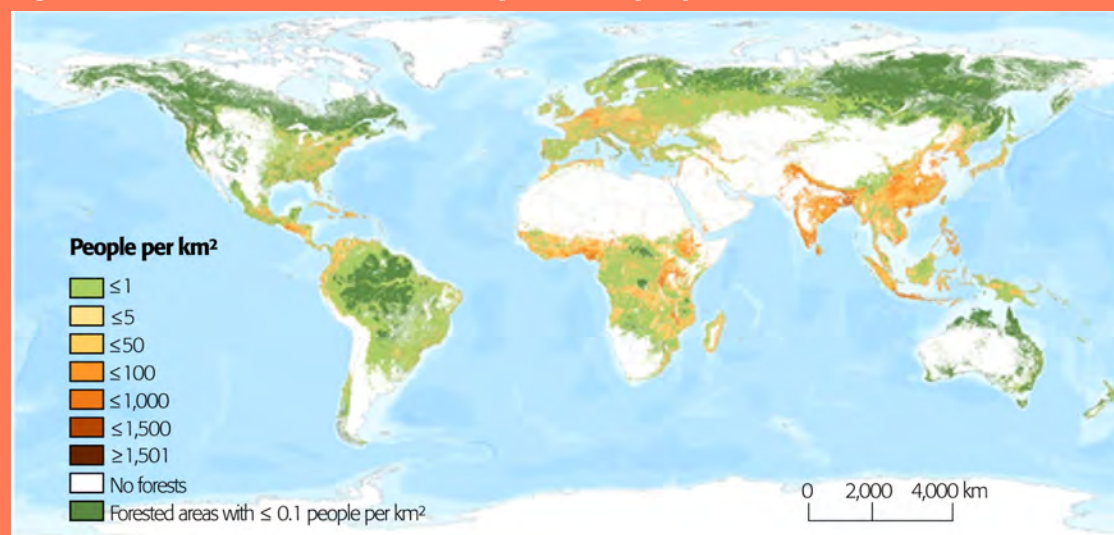 People per km²
≤1
≤5
≤50
≤100
≤1,000
≤1,500
≥1,501
No forests
Forested areas with ≤ 0.1 people per km²
0 2,000 4,000 km